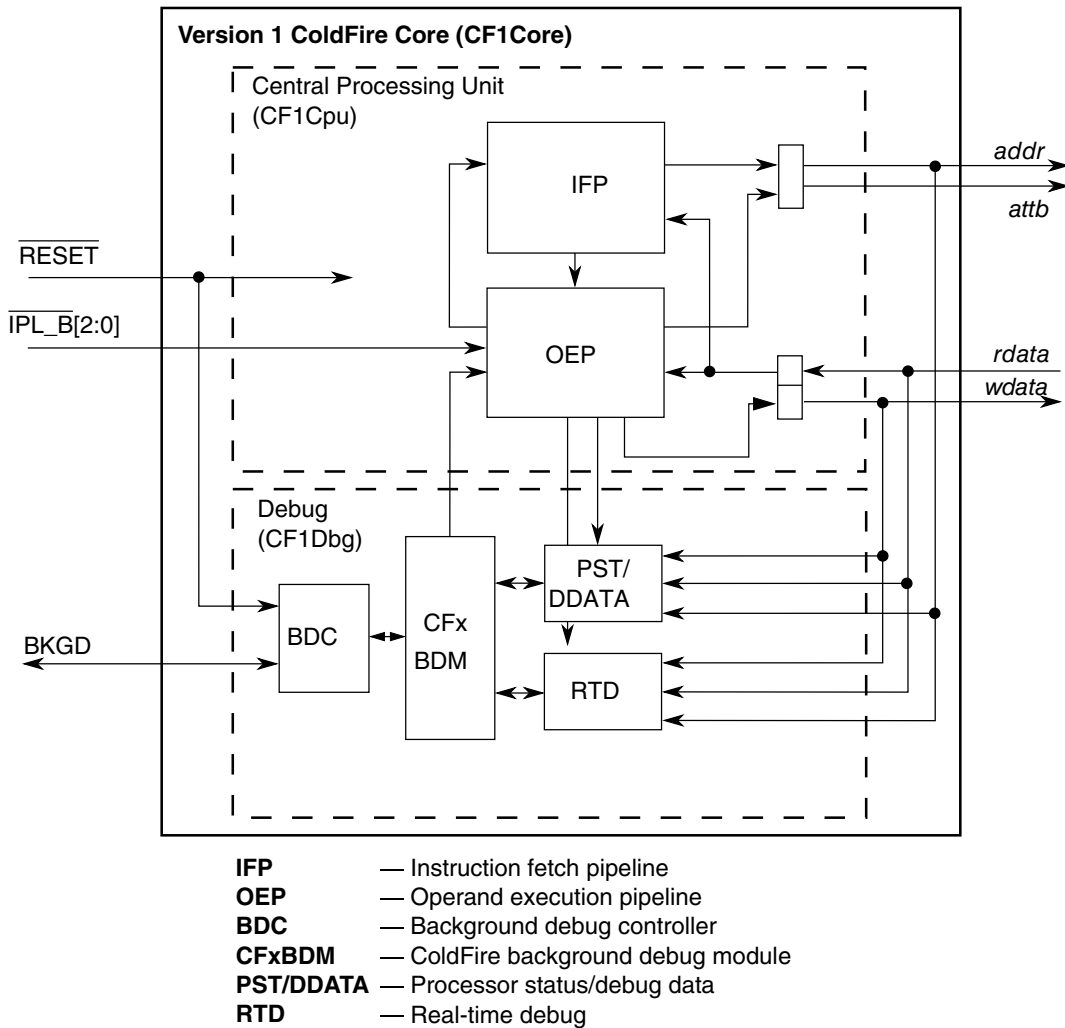 Version 1 ColdFire Core (CF1Core)
Central Processing Unit
(CF1Cpu)
IFP
addr
attb
RESET
IPL_B[2:0]
OEP
rdata
wdata
Debug
(CF1Dbg)
PST/
DDATA
CFx
BDM
BDC
BKGD
RTD
IFP — Instruction fetch pipeline
OEP — Operand execution pipeline
BDC — Background debug controller
CFxBDM — ColdFire background debug module
PST/DDATA — Processor status/debug data
RTD — Real-time debug